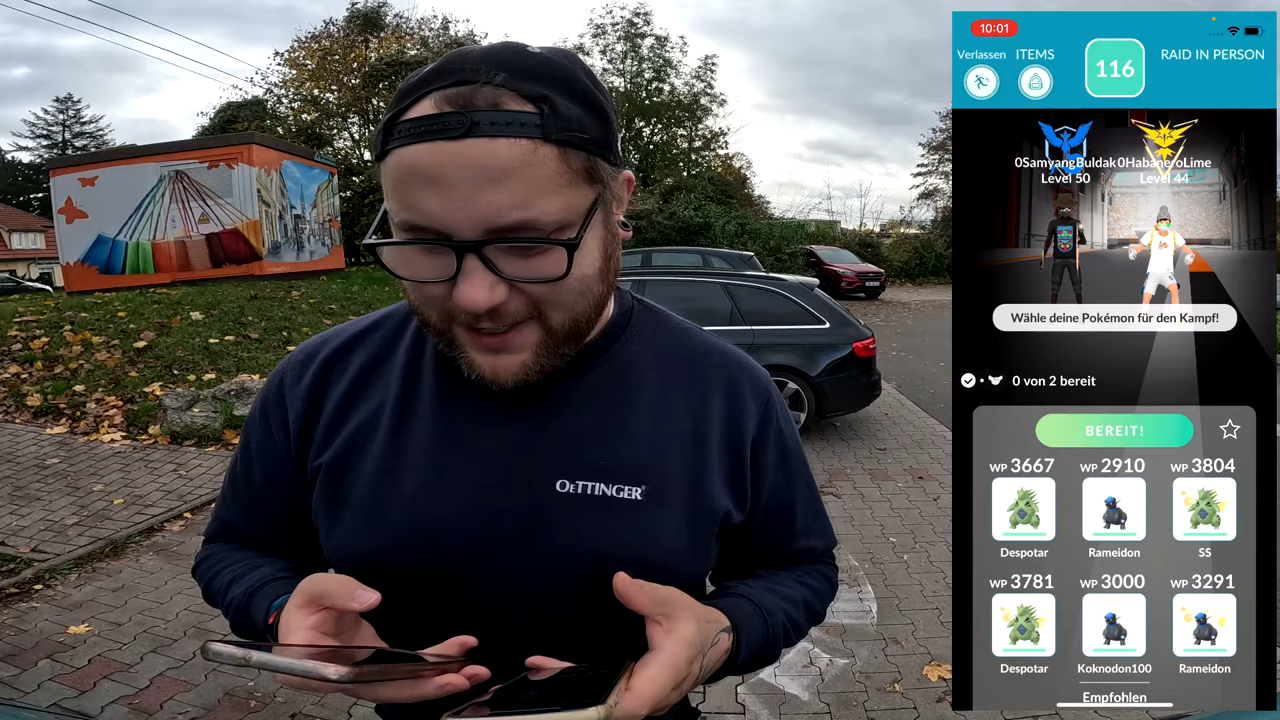 OeTTINGER
10:01
Verlassen
ITEMS
116
RAID IN PERSON
0SamyangBuldak
0HabaneroLime
Level 50
Level 44
Wähle deine Pokémon für den Kampf!
0 von 2 bereit
BEREIT!
WP 3667
WP 2910
WP 3804
Despotar
Rameidon
SS
WP 3781
WP 3000
WP 3291
Despotar
Koknodon100
Rameidon
Empfohlen